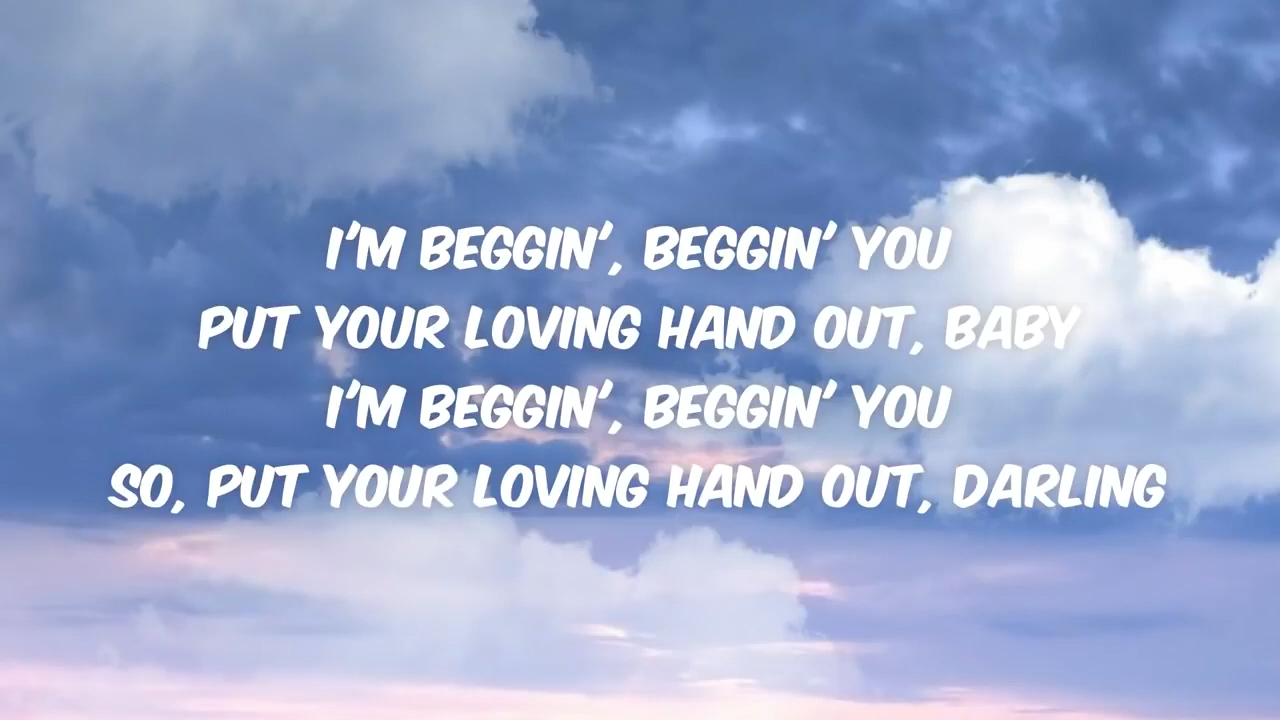 I'M BEGGIN', BEGGIN' YOU
PUT YOUR LOVING HAND OUT, BABY
I'M BEGGIN', BEGGIN' YOU
SO, PUT YOUR LOVING HAND OUT, DARLING